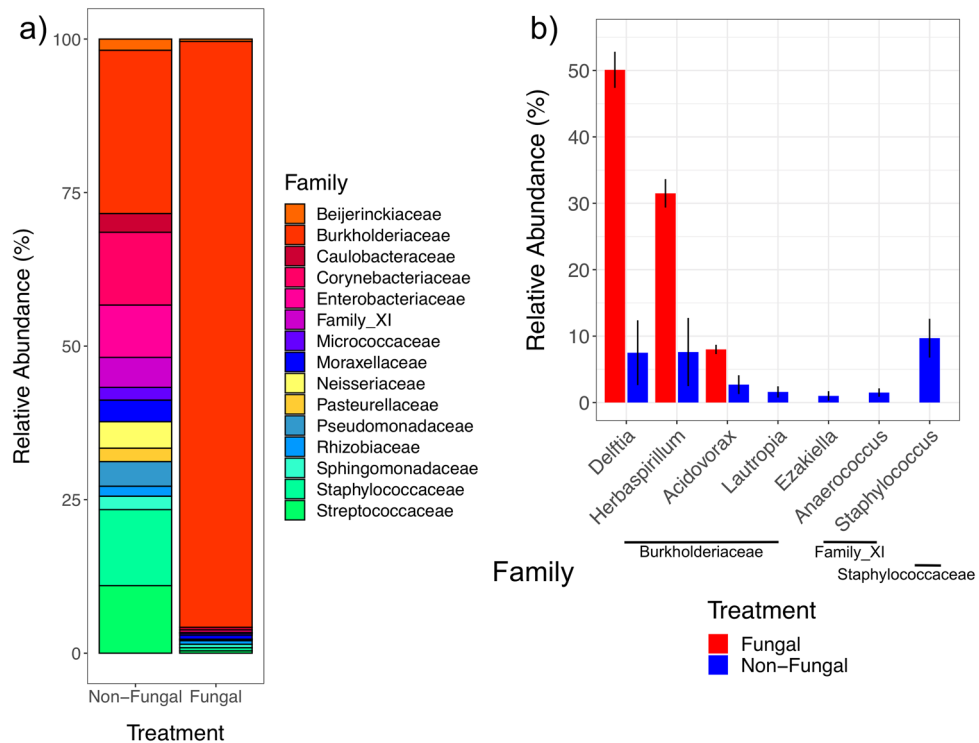 a)
Relative Abundance (%)
100
75
50
25
0
Non−Fungal Fungal
Treatment
Family
Beijerinckiaceae
Burkholderiaceae
Caulobacteraceae
Corynebacteriaceae
Enterobacteriaceae
Family_XI
Micrococcaceae
Moraxellaceae
Neisseriaceae
Pasteurellaceae
Pseudomonadaceae
Rhizobiaceae
Sphingomonadaceae
Staphylococcaceae
Streptococcaceae
b)
Relative Abundance (%)
50
40
30
20
10
0
Delftia
Herbaspirillum
Acidovorax
Lautropia
Ezakiella
Anaerococcus
Staphylococcus
Burkholderiaceae
Family_XI
Staphylococcaceae
Family
Treatment
Fungal
Non−Fungal